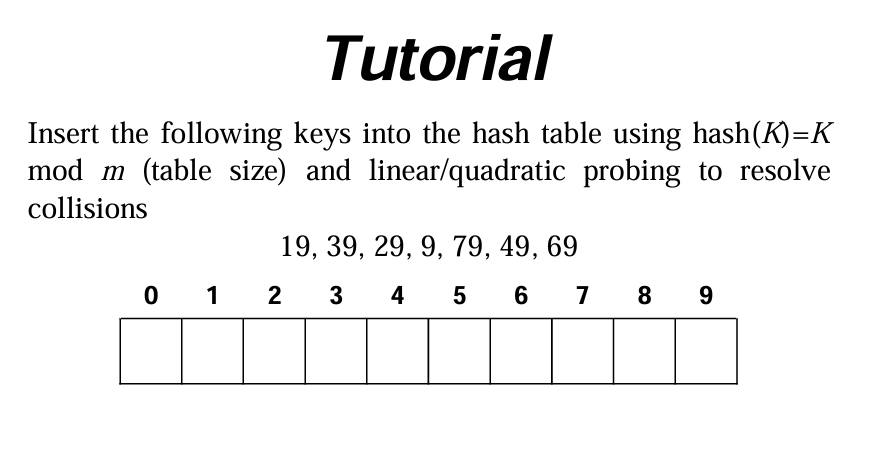 Tutorial
Insert the following keys into the hash table using hash(K)=K
mod m (table size) and linear/quadratic probing to resolve
collisions
19, 39, 29, 9, 79, 49, 69
0 1 2 3 4 5 6 7 8 9